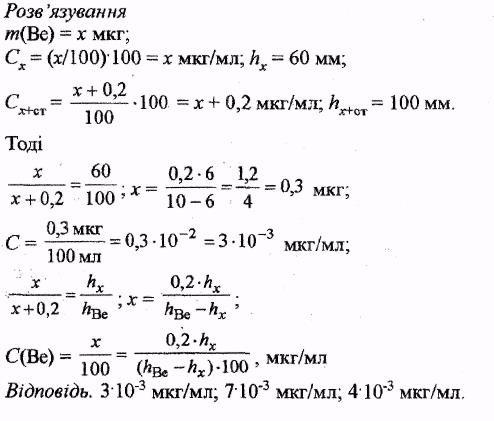 Розв'язування
m(Be) = x мкг;
Cₓ = (x/100)·100 = x мкг/мл; hₓ = 60 мм;
Cₓ₊ст = (x + 0,2)/100 ·100 = x + 0,2 мкг/мл; hₓ₊ст = 100 мм.
Тоді
x/(x + 0,2) = 60/100; x = (0,2·6)/(10 − 6) = 1,2/4 = 0,3 мкг;
C = 0,3 мкг/100 мл = 0,3·10⁻² = 3·10⁻³ мкг/мл;
x/(x+0,2) = hₓ/h_Be; x = 0,2·hₓ/(h_Be − hₓ);
C(Be) = x/100 = 0,2·hₓ/((h_Be − hₓ)·100), мкг/мл
Відповідь. 3·10⁻³ мкг/мл; 7·10⁻³ мкг/мл; 4·10⁻³ мкг/мл.